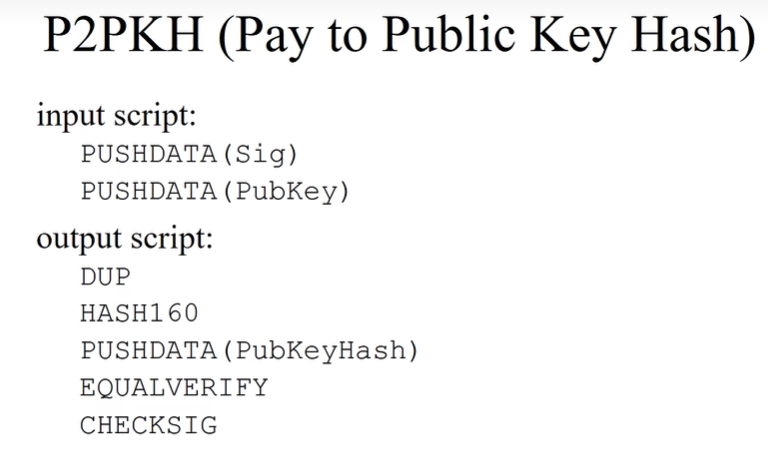 P2PKH (Pay to Public Key Hash)
input script:
PUSHDATA(Sig)
PUSHDATA(PubKey)
output script:
DUP
HASH160
PUSHDATA(PubKeyHash)
EQUALVERIFY
CHECKSIG